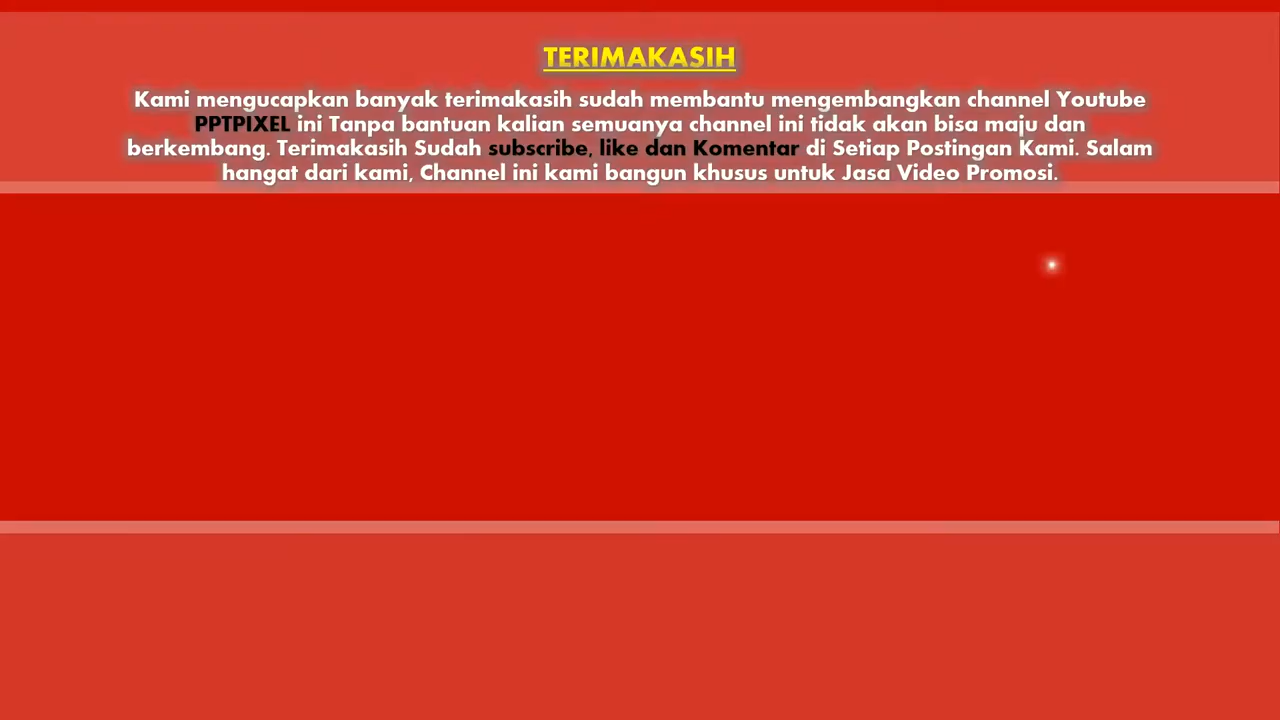 TERIMAKASIH
Kami mengucapkan banyak terimakasih sudah membantu mengembangkan channel Youtube
PPTPIXEL ini Tanpa bantuan kalian semuanya channel ini tidak akan bisa maju dan
berkembang. Terimakasih Sudah subscribe, like dan Komentar di Setiap Postingan Kami. Salam
hangat dari kami, Channel ini kami bangun khusus untuk Jasa Video Promosi.